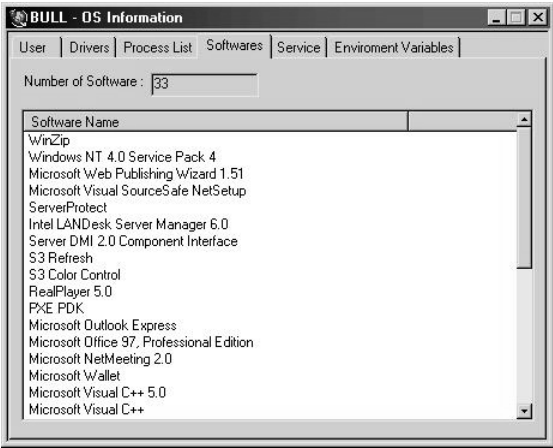 BULL - OS Information
User Drivers Process List Softwares Service Enviroment Variables
Number of Software : 33
Software Name
WinZip
Windows NT 4.0 Service Pack 4
Microsoft Web Publishing Wizard 1.51
Microsoft Visual SourceSafe NetSetup
ServerProtect
Intel LANDesk Server Manager 6.0
Server DMI 2.0 Component Interface
S3 Refresh
S3 Color Control
RealPlayer 5.0
PXE PDK
Microsoft Outlook Express
Microsoft Office 97, Professional Edition
Microsoft NetMeeting 2.0
Microsoft Wallet
Microsoft Visual C++ 5.0
Microsoft Visual C++